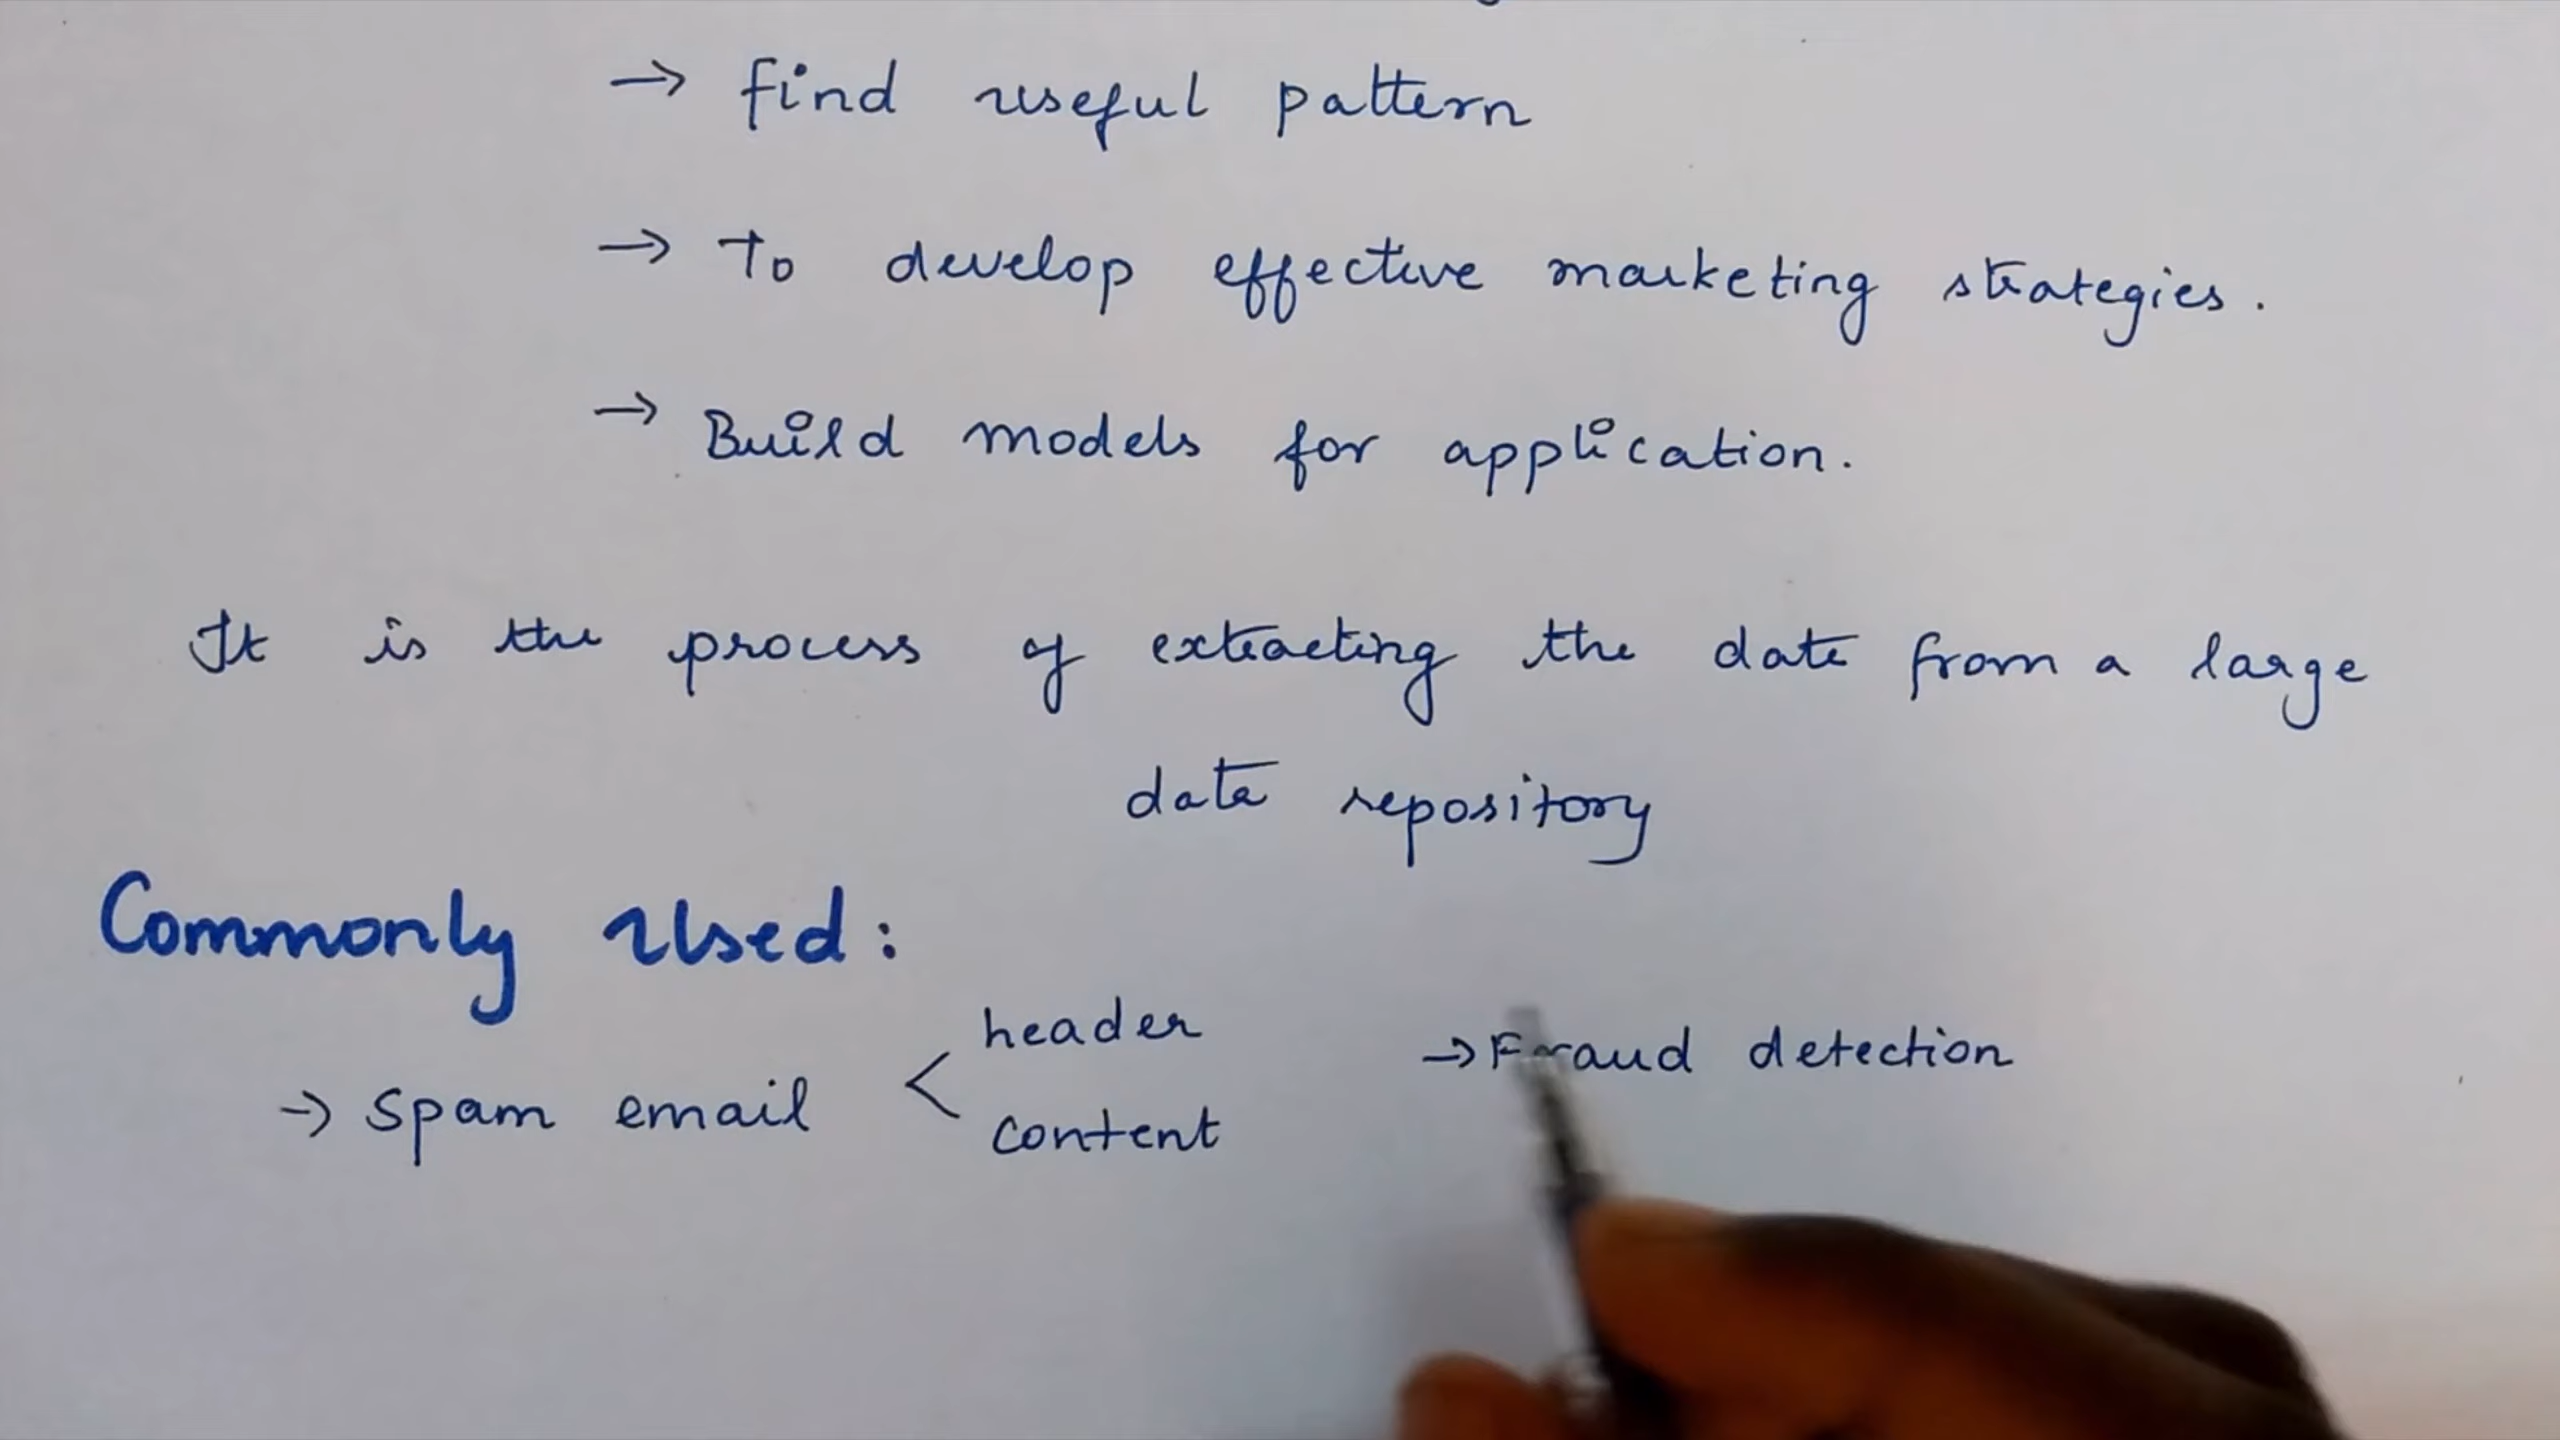 → find useful pattern
→ To develop effective marketing strategies.
→ Build models for application.
It is the process of extracting the data from a large
data repository
Commonly Used:
→ Spam email < header
content
→ Fraud detection